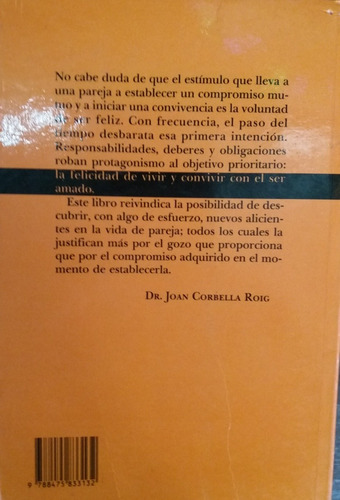 No cabe duda de que el estímulo que lleva a
una pareja a establecer un compromiso mu-
tuo y a iniciar una convivencia es la voluntad
de ser feliz. Con frecuencia, el paso del
tiempo desbarata esa primera intención.
Responsabilidades, deberes y obligaciones
roban protagonismo al objetivo prioritario:
la felicidad de vivir y convivir con el ser
amado.
Este libro reivindica la posibilidad de des-
cubrir, con algo de esfuerzo, nuevos alicien-
tes en la vida de pareja; todos los cuales la
justifican más por el gozo que proporciona
que por el compromiso adquirido en el mo-
mento de establecerla.
DR. JOAN CORBELLA ROIG
9 788475 833132